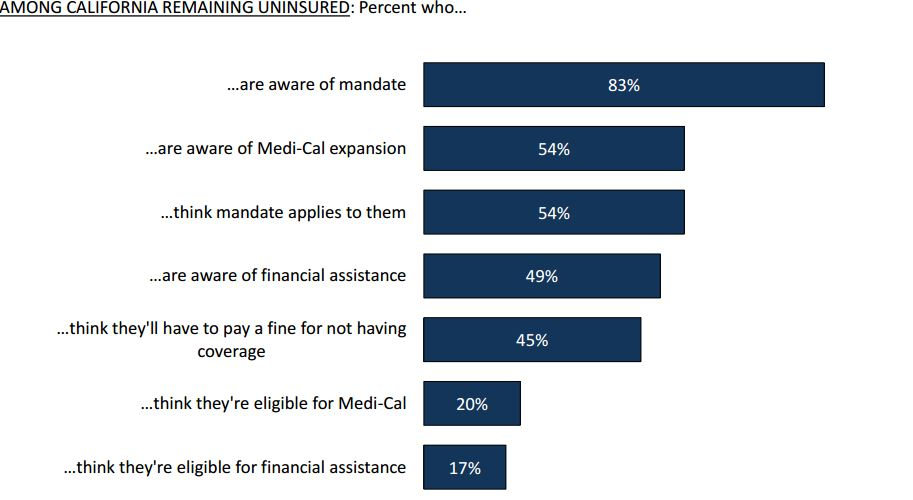 AMONG CALIFORNIA REMAINING UNINSURED: Percent who...
...are aware of mandate
83%
...are aware of Medi-Cal expansion
54%
...think mandate applies to them
54%
...are aware of financial assistance
49%
...think they'll have to pay a fine for not having
coverage
45%
...think they're eligible for Medi-Cal
20%
...think they're eligible for financial assistance
17%